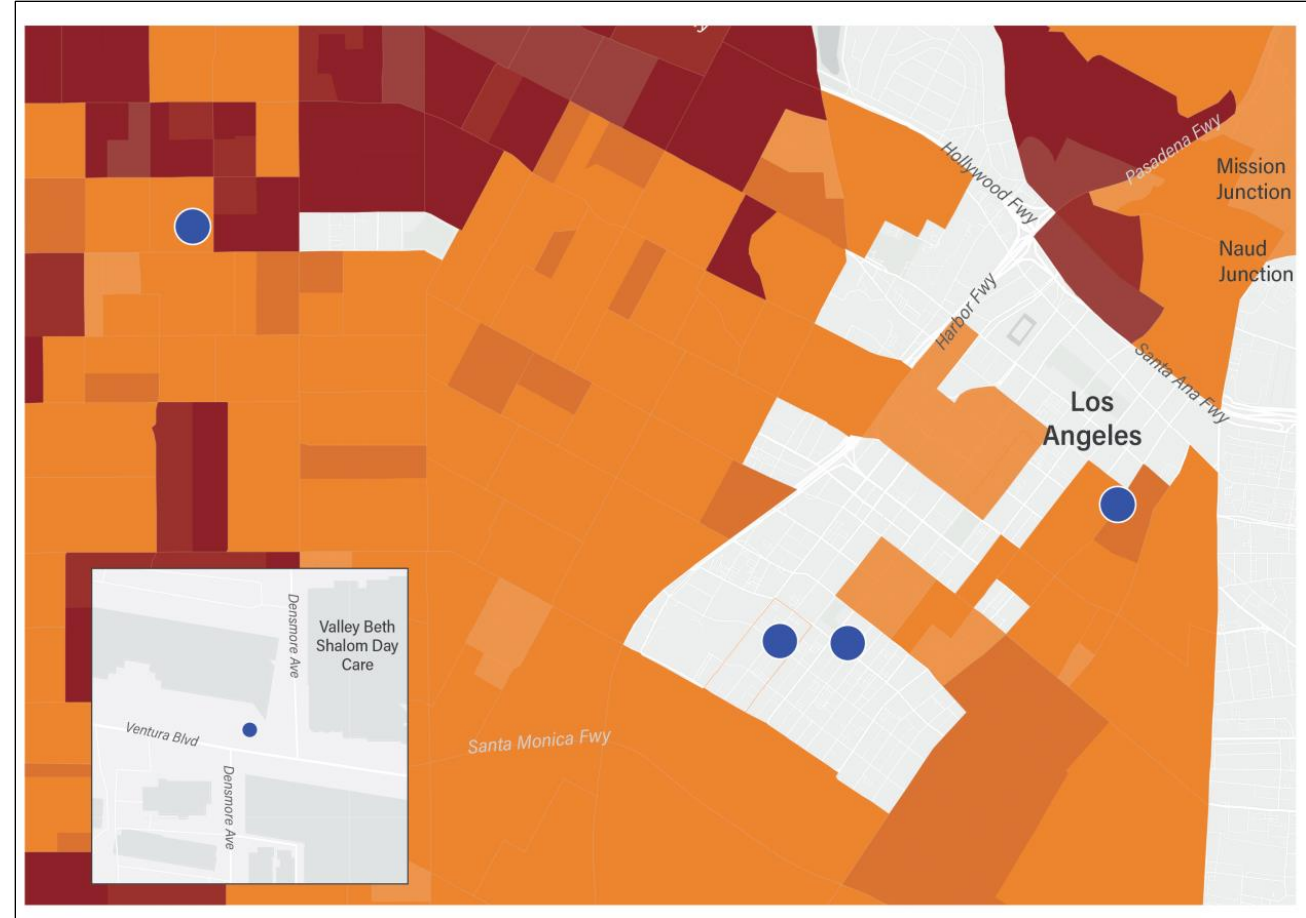 Hollywood Fwy
Pasadena Fwy
Mission
Junction
Naud
Junction
Harbor Fwy
Santa Ana Fwy
Los
Angeles
Santa Monica Fwy
Densmore Ave
Valley Beth
Shalom Day
Care
Ventura Blvd
Densmore Ave